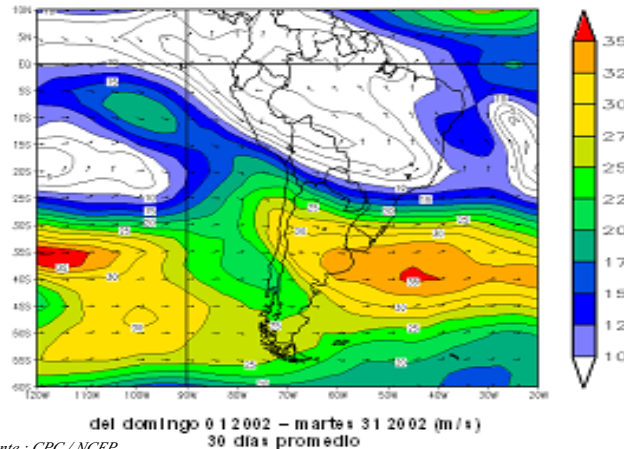 10N
5N
EQ
5S
10S
15S
20S
25S
30S
35S
40S
45S
50S
55S
60S
120W 110W 100W 90W 80W 70W 60W 50W 40W 30W 20W
35
32
30
27
25
22
20
17
15
12
10
del domingo 01 2002 – martes 31 2002 (m/s)
30 días promedio
nte : CPC / NCEP